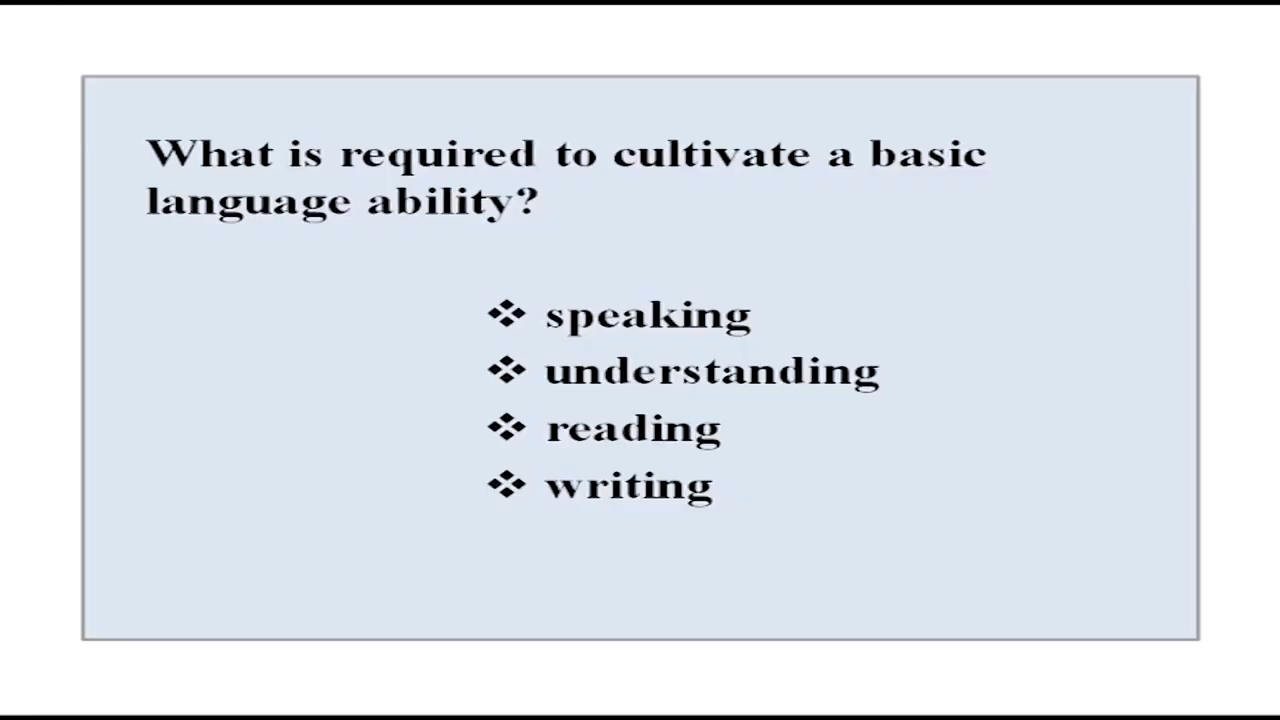 What is required to cultivate a basic
language ability?
❖ speaking
❖ understanding
❖ reading
❖ writing